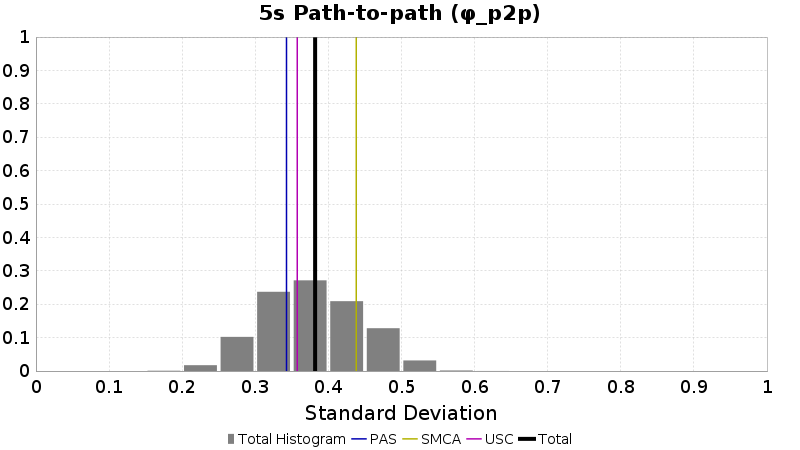 5s Path-to-path (φ_p2p)
1
0.9
0.8
0.7
0.6
0.5
0.4
0.3
0.2
0.1
0
0 0.1 0.2 0.3 0.4 0.5 0.6 0.7 0.8 0.9 1
Standard Deviation
Total Histogram PAS SMCA USC Total